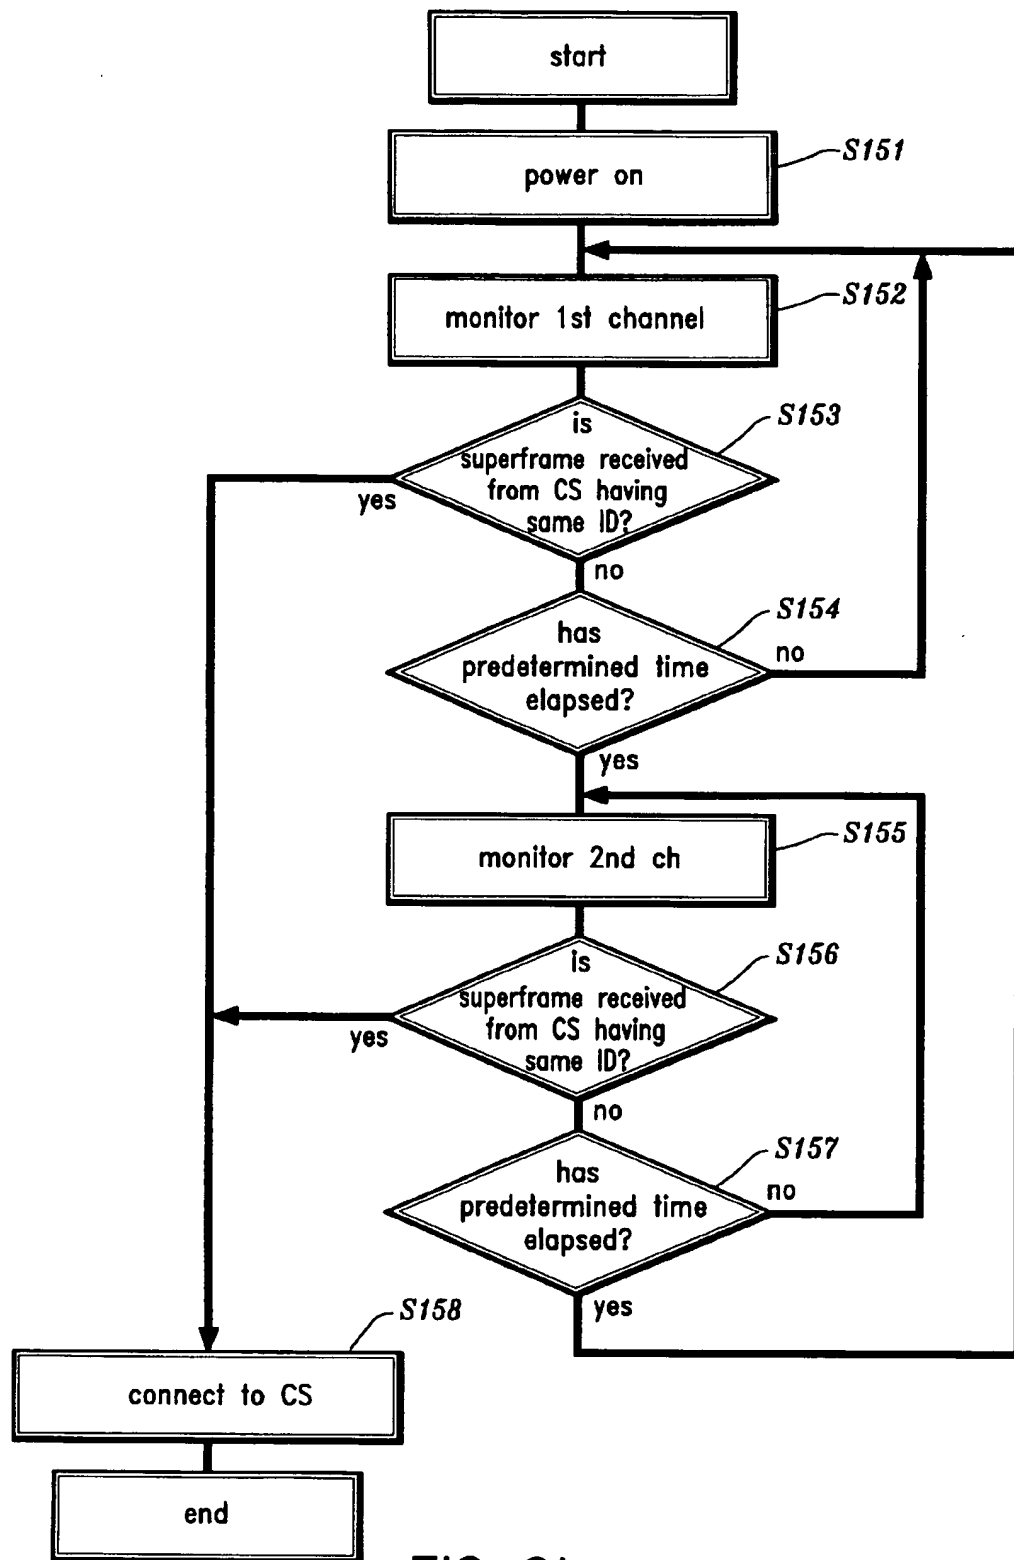 start
power on
S151
monitor 1st channel
S152
is
superframe received
from CS having
same ID?
S153
yes
no
has
predetermined time
elapsed?
S154
no
yes
monitor 2nd ch
S155
is
superframe received
from CS having
same ID?
S156
yes
no
has
predetermined time
elapsed?
S157
no
yes
S158
connect to CS
end